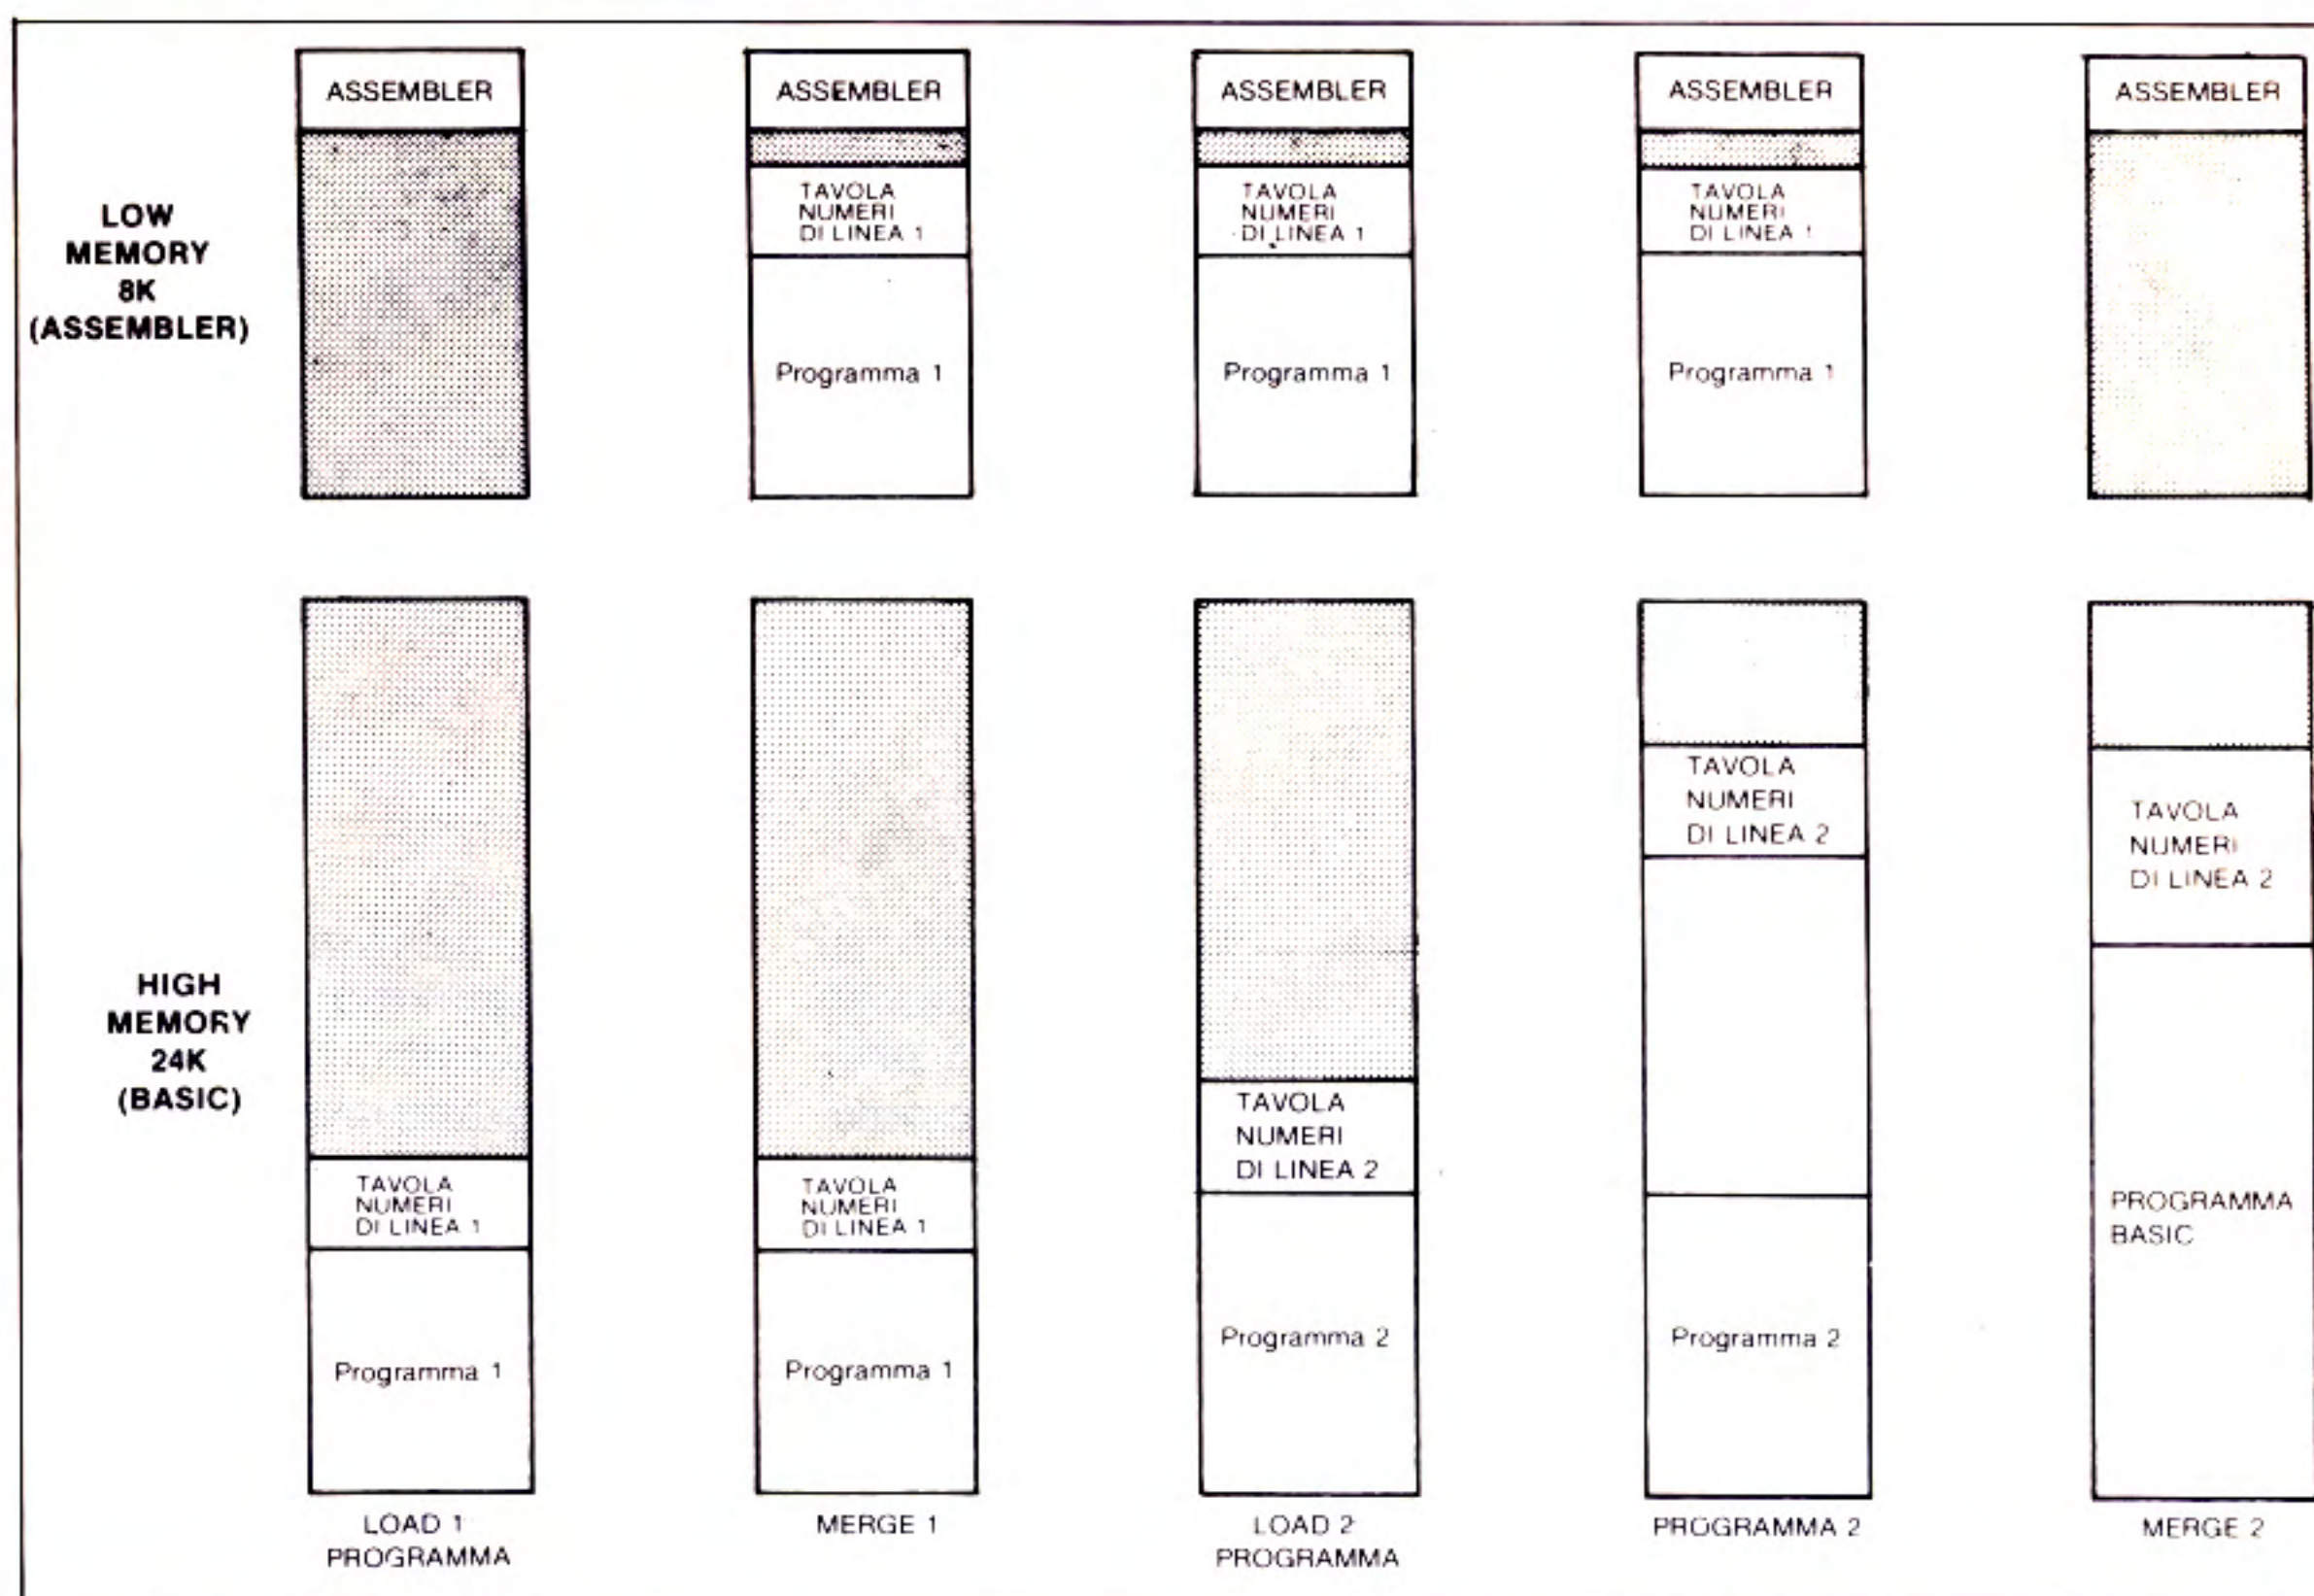 ASSEMBLER
ASSEMBLER
ASSEMBLER
ASSEMBLER
ASSEMBLER
LOW
MEMORY
8K
(ASSEMBLER)
TAVOLA
NUMERI
DI LINEA 1
Programma 1
TAVOLA
NUMERI
DI LINEA 1
Programma 1
TAVOLA
NUMERI
DI LINEA 1
Programma 1
HIGH
MEMORY
24K
(BASIC)
TAVOLA
NUMERI
DI LINEA 1
Programma 1
LOAD 1
PROGRAMMA
TAVOLA
NUMERI
DI LINEA 1
Programma 1
MERGE 1
TAVOLA
NUMERI
DI LINEA 2
Programma 2
LOAD 2
PROGRAMMA
TAVOLA
NUMERI
DI LINEA 2
Programma 2
PROGRAMMA 2
TAVOLA
NUMERI
DI LINEA 2
PROGRAMMA
BASIC
MERGE 2